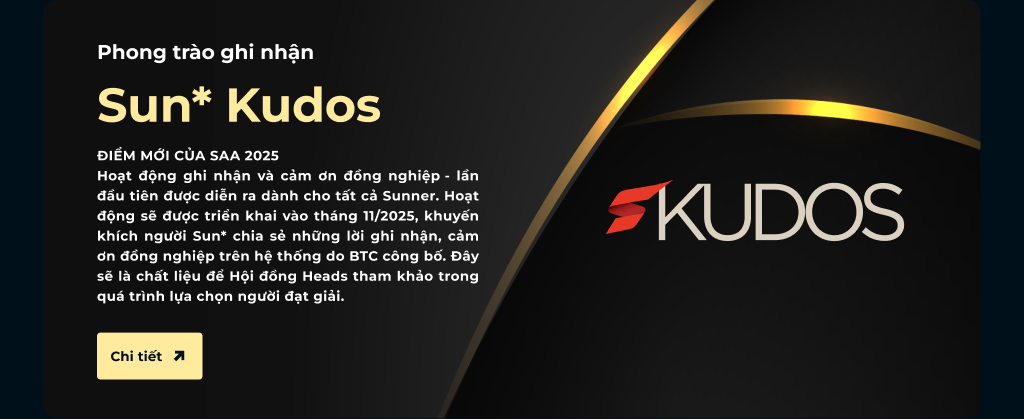 Phong trào ghi nhận
Sun* Kudos
ĐIỂM MỚI CỦA SAA 2025
Hoạt động ghi nhận và cảm ơn đồng nghiệp - lần
đầu tiên được diễn ra dành cho tất cả Sunner. Hoạt
động sẽ được triển khai vào tháng 11/2025, khuyến
khích người Sun* chia sẻ những lời ghi nhận, cảm
ơn đồng nghiệp trên hệ thống do BTC công bố. Đây
sẽ là chất liệu để Hội đồng Heads tham khảo trong
quá trình lựa chọn người đạt giải.
KUDOS
Chi tiết